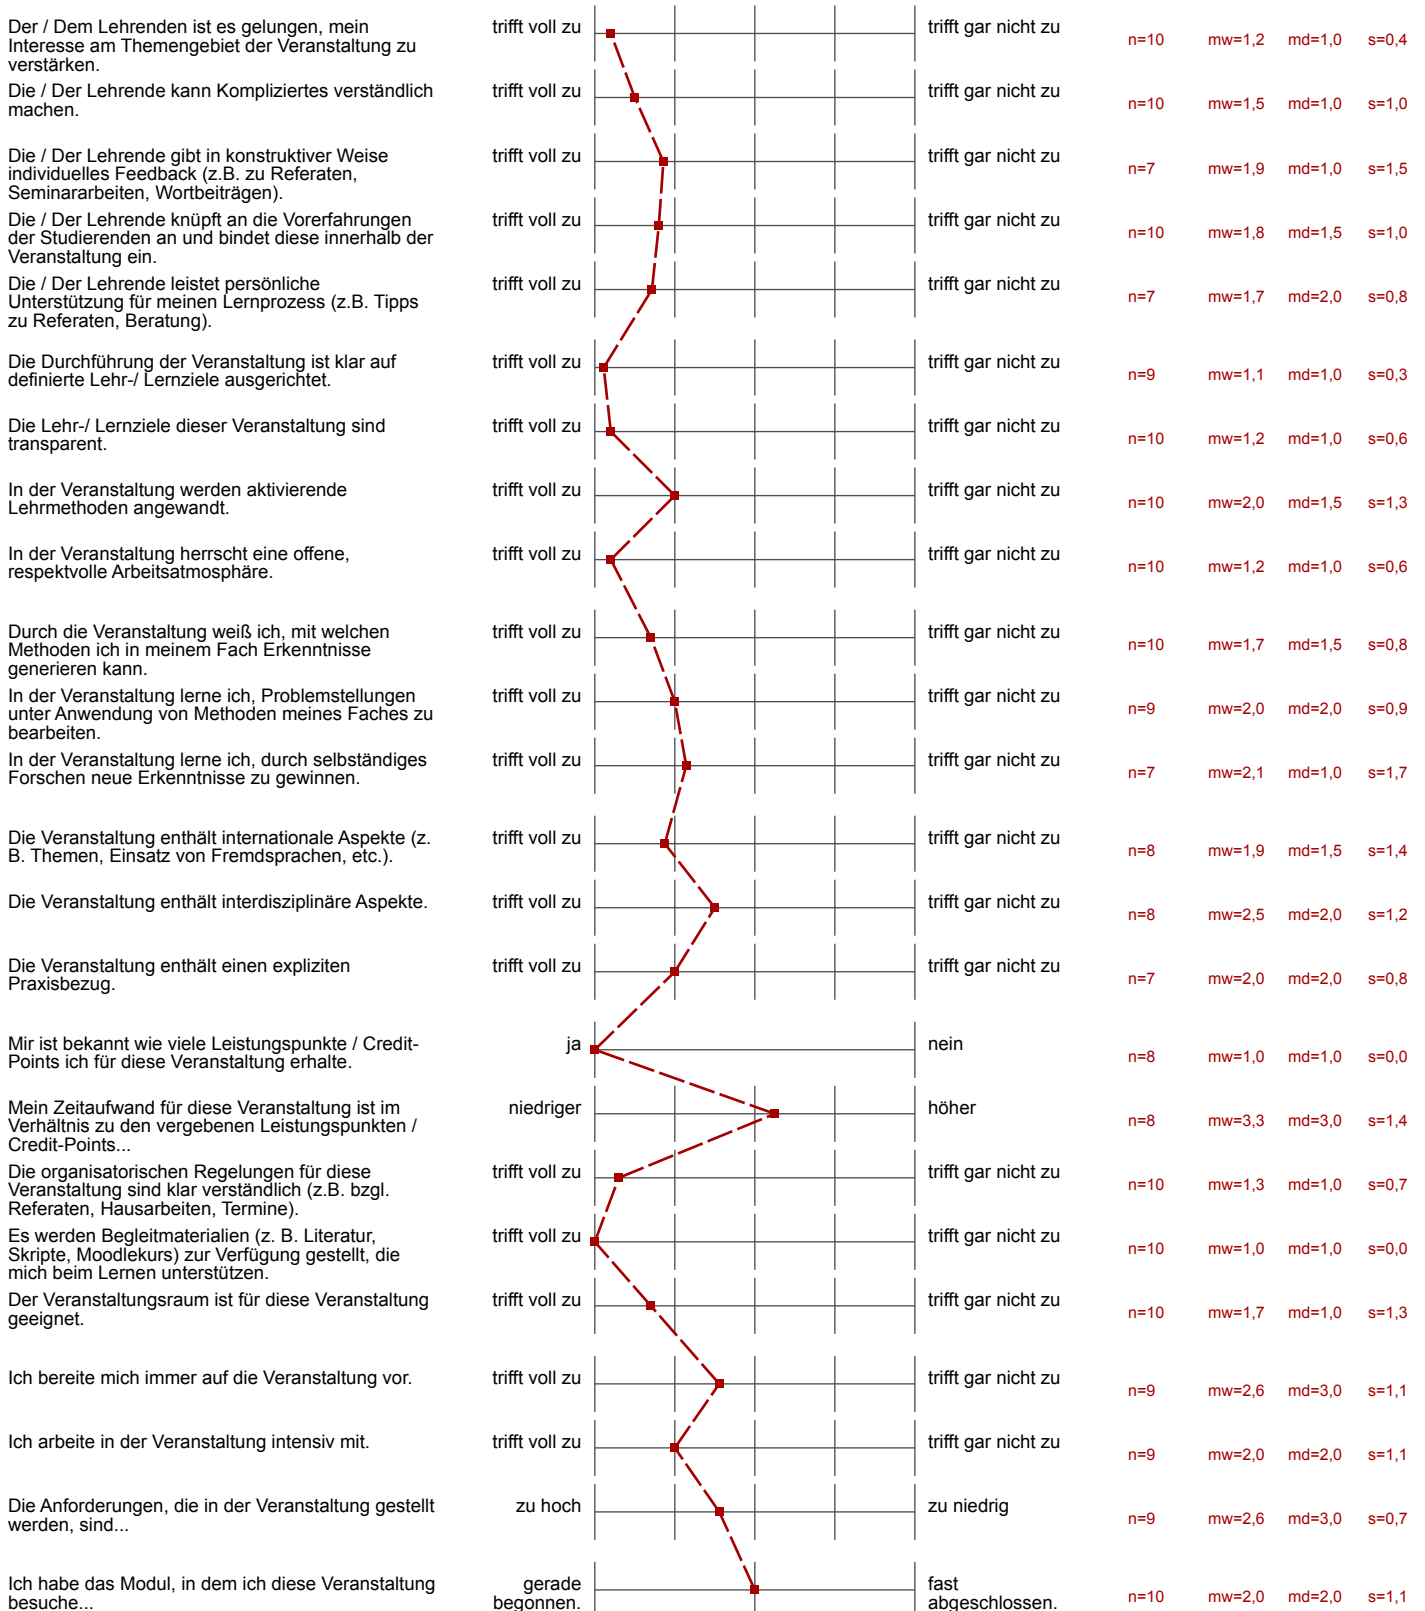 Der / Dem Lehrenden ist es gelungen, mein
Interesse am Themengebiet der Veranstaltung zu
verstärken.
trifft voll zu
trifft gar nicht zu
n=10 mw=1,2 md=1,0 s=0,4
Die / Der Lehrende kann Kompliziertes verständlich
machen.
trifft voll zu
trifft gar nicht zu
n=10 mw=1,5 md=1,0 s=1,0
Die / Der Lehrende gibt in konstruktiver Weise
individuelles Feedback (z.B. zu Referaten,
Seminararbeiten, Wortbeiträgen).
trifft voll zu
trifft gar nicht zu
n=7 mw=1,9 md=1,0 s=1,5
Die / Der Lehrende knüpft an die Vorerfahrungen
der Studierenden an und bindet diese innerhalb der
Veranstaltung ein.
trifft voll zu
trifft gar nicht zu
n=10 mw=1,8 md=1,5 s=1,0
Die / Der Lehrende leistet persönliche
Unterstützung für meinen Lernprozess (z.B. Tipps
zu Referaten, Beratung).
trifft voll zu
trifft gar nicht zu
n=7 mw=1,7 md=2,0 s=0,8
Die Durchführung der Veranstaltung ist klar auf
definierte Lehr-/ Lernziele ausgerichtet.
trifft voll zu
trifft gar nicht zu
n=9 mw=1,1 md=1,0 s=0,3
Die Lehr-/ Lernziele dieser Veranstaltung sind
transparent.
trifft voll zu
trifft gar nicht zu
n=10 mw=1,2 md=1,0 s=0,6
In der Veranstaltung werden aktivierende
Lehrmethoden angewandt.
trifft voll zu
trifft gar nicht zu
n=10 mw=2,0 md=1,5 s=1,3
In der Veranstaltung herrscht eine offene,
respektvolle Arbeitsatmosphäre.
trifft voll zu
trifft gar nicht zu
n=10 mw=1,2 md=1,0 s=0,6
Durch die Veranstaltung weiß ich, mit welchen
Methoden ich in meinem Fach Erkenntnisse
generieren kann.
trifft voll zu
trifft gar nicht zu
n=10 mw=1,7 md=1,5 s=0,8
In der Veranstaltung lerne ich, Problemstellungen
unter Anwendung von Methoden meines Faches zu
bearbeiten.
trifft voll zu
trifft gar nicht zu
n=9 mw=2,0 md=2,0 s=0,9
In der Veranstaltung lerne ich, durch selbständiges
Forschen neue Erkenntnisse zu gewinnen.
trifft voll zu
trifft gar nicht zu
n=7 mw=2,1 md=1,0 s=1,7
Die Veranstaltung enthält internationale Aspekte (z.
B. Themen, Einsatz von Fremdsprachen, etc.).
trifft voll zu
trifft gar nicht zu
n=8 mw=1,9 md=1,5 s=1,4
Die Veranstaltung enthält interdisziplinäre Aspekte.
trifft voll zu
trifft gar nicht zu
n=8 mw=2,5 md=2,0 s=1,2
Die Veranstaltung enthält einen expliziten
Praxisbezug.
trifft voll zu
trifft gar nicht zu
n=7 mw=2,0 md=2,0 s=0,8
Mir ist bekannt wie viele Leistungspunkte / Credit-
Points ich für diese Veranstaltung erhalte.
ja
nein
n=8 mw=1,0 md=1,0 s=0,0
Mein Zeitaufwand für diese Veranstaltung ist im
Verhältnis zu den vergebenen Leistungspunkten /
Credit-Points...
niedriger
höher
n=8 mw=3,3 md=3,0 s=1,4
Die organisatorischen Regelungen für diese
Veranstaltung sind klar verständlich (z.B. bzgl.
Referaten, Hausarbeiten, Termine).
trifft voll zu
trifft gar nicht zu
n=10 mw=1,3 md=1,0 s=0,7
Es werden Begleitmaterialien (z. B. Literatur,
Skripte, Moodlekurs) zur Verfügung gestellt, die
mich beim Lernen unterstützen.
trifft voll zu
trifft gar nicht zu
n=10 mw=1,0 md=1,0 s=0,0
Der Veranstaltungsraum ist für diese Veranstaltung
geeignet.
trifft voll zu
trifft gar nicht zu
n=10 mw=1,7 md=1,0 s=1,3
Ich bereite mich immer auf die Veranstaltung vor.
trifft voll zu
trifft gar nicht zu
n=9 mw=2,6 md=3,0 s=1,1
Ich arbeite in der Veranstaltung intensiv mit.
trifft voll zu
trifft gar nicht zu
n=9 mw=2,0 md=2,0 s=1,1
Die Anforderungen, die in der Veranstaltung gestellt
werden, sind...
zu hoch
zu niedrig
n=9 mw=2,6 md=3,0 s=0,7
Ich habe das Modul, in dem ich diese Veranstaltung
besuche...
gerade
begonnen.
fast
abgeschlossen.
n=10 mw=2,0 md=2,0 s=1,1